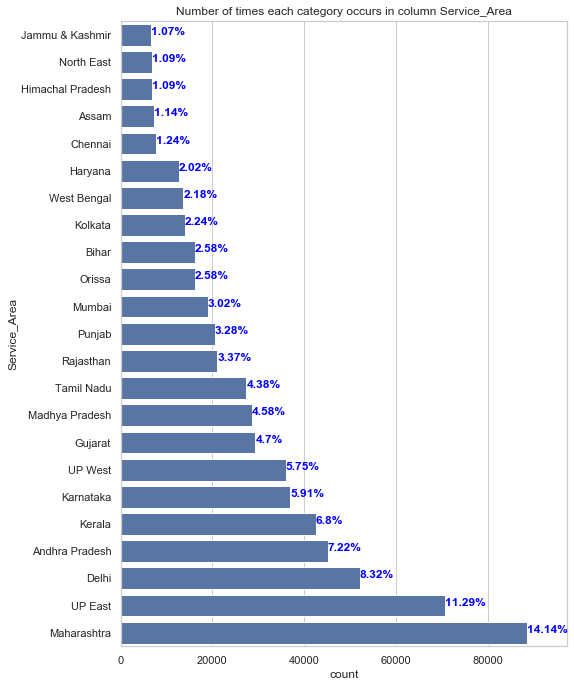 Number of times each category occurs in column Service_Area
Jammu & Kashmir 1.07%
North East 1.09%
Himachal Pradesh 1.09%
Assam 1.14%
Chennai 1.24%
Haryana 2.02%
West Bengal 2.18%
Kolkata 2.24%
Bihar 2.58%
Orissa 2.58%
Mumbai 3.02%
Punjab 3.28%
Rajasthan 3.37%
Tamil Nadu 4.38%
Madhya Pradesh 4.58%
Gujarat 4.7%
UP West 5.75%
Karnataka 5.91%
Kerala 6.8%
Andhra Pradesh 7.22%
Delhi 8.32%
UP East 11.29%
Maharashtra 14.14%
Service_Area
0 20000 40000 60000 80000
count